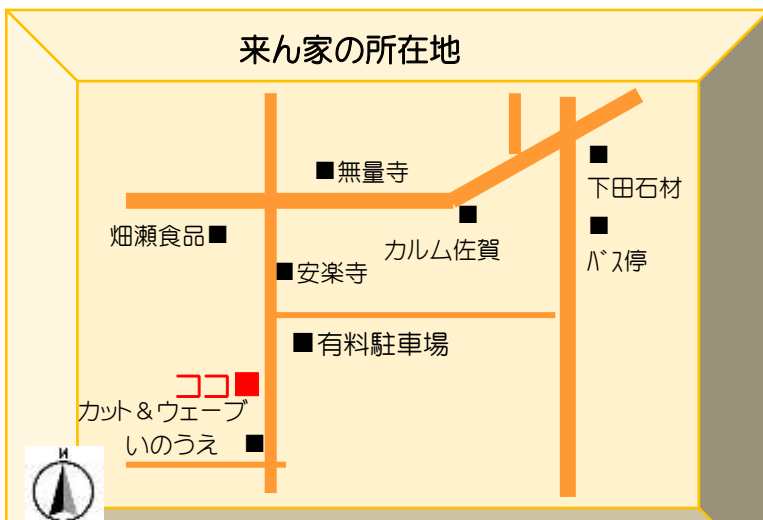 来ん家の所在地
■無量寺
■
下田石材
畑瀬食品■
■
カルム佐賀
■
バス停
■安楽寺
■有料駐車場
ココ■
カット&ウェーブ
いのうえ ■
N